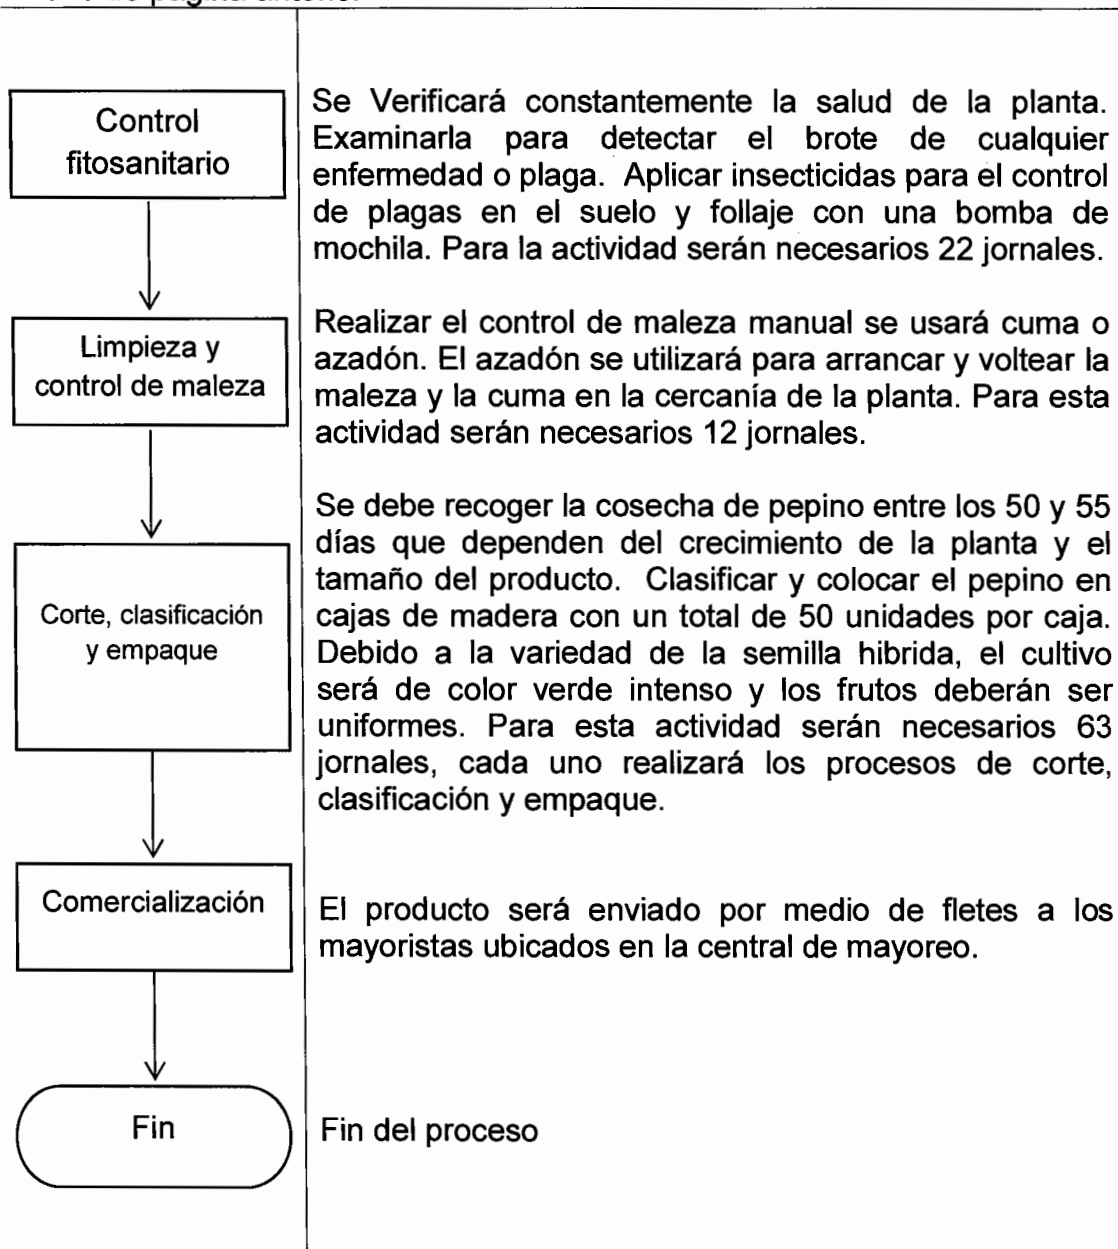 Control
fitosanitario
Se Verificará constantemente la salud de la planta.
Examinarla para detectar el brote de cualquier
enfermedad o plaga. Aplicar insecticidas para el control
de plagas en el suelo y follaje con una bomba de
mochila. Para la actividad serán necesarios 22 jornales.
Limpieza y
control de maleza
Realizar el control de maleza manual se usará cuma o
azadón. El azadón se utilizará para arrancar y voltear la
maleza y la cuma en la cercanía de la planta. Para esta
actividad serán necesarios 12 jornales.
Corte, clasificación
y empaque
Se debe recoger la cosecha de pepino entre los 50 y 55
días que dependen del crecimiento de la planta y el
tamaño del producto. Clasificar y colocar el pepino en
cajas de madera con un total de 50 unidades por caja.
Debido a la variedad de la semilla hibrida, el cultivo
será de color verde intenso y los frutos deberán ser
uniformes. Para esta actividad serán necesarios 63
jornales, cada uno realizará los procesos de corte,
clasificación y empaque.
Comercialización
El producto será enviado por medio de fletes a los
mayoristas ubicados en la central de mayoreo.
Fin
Fin del proceso